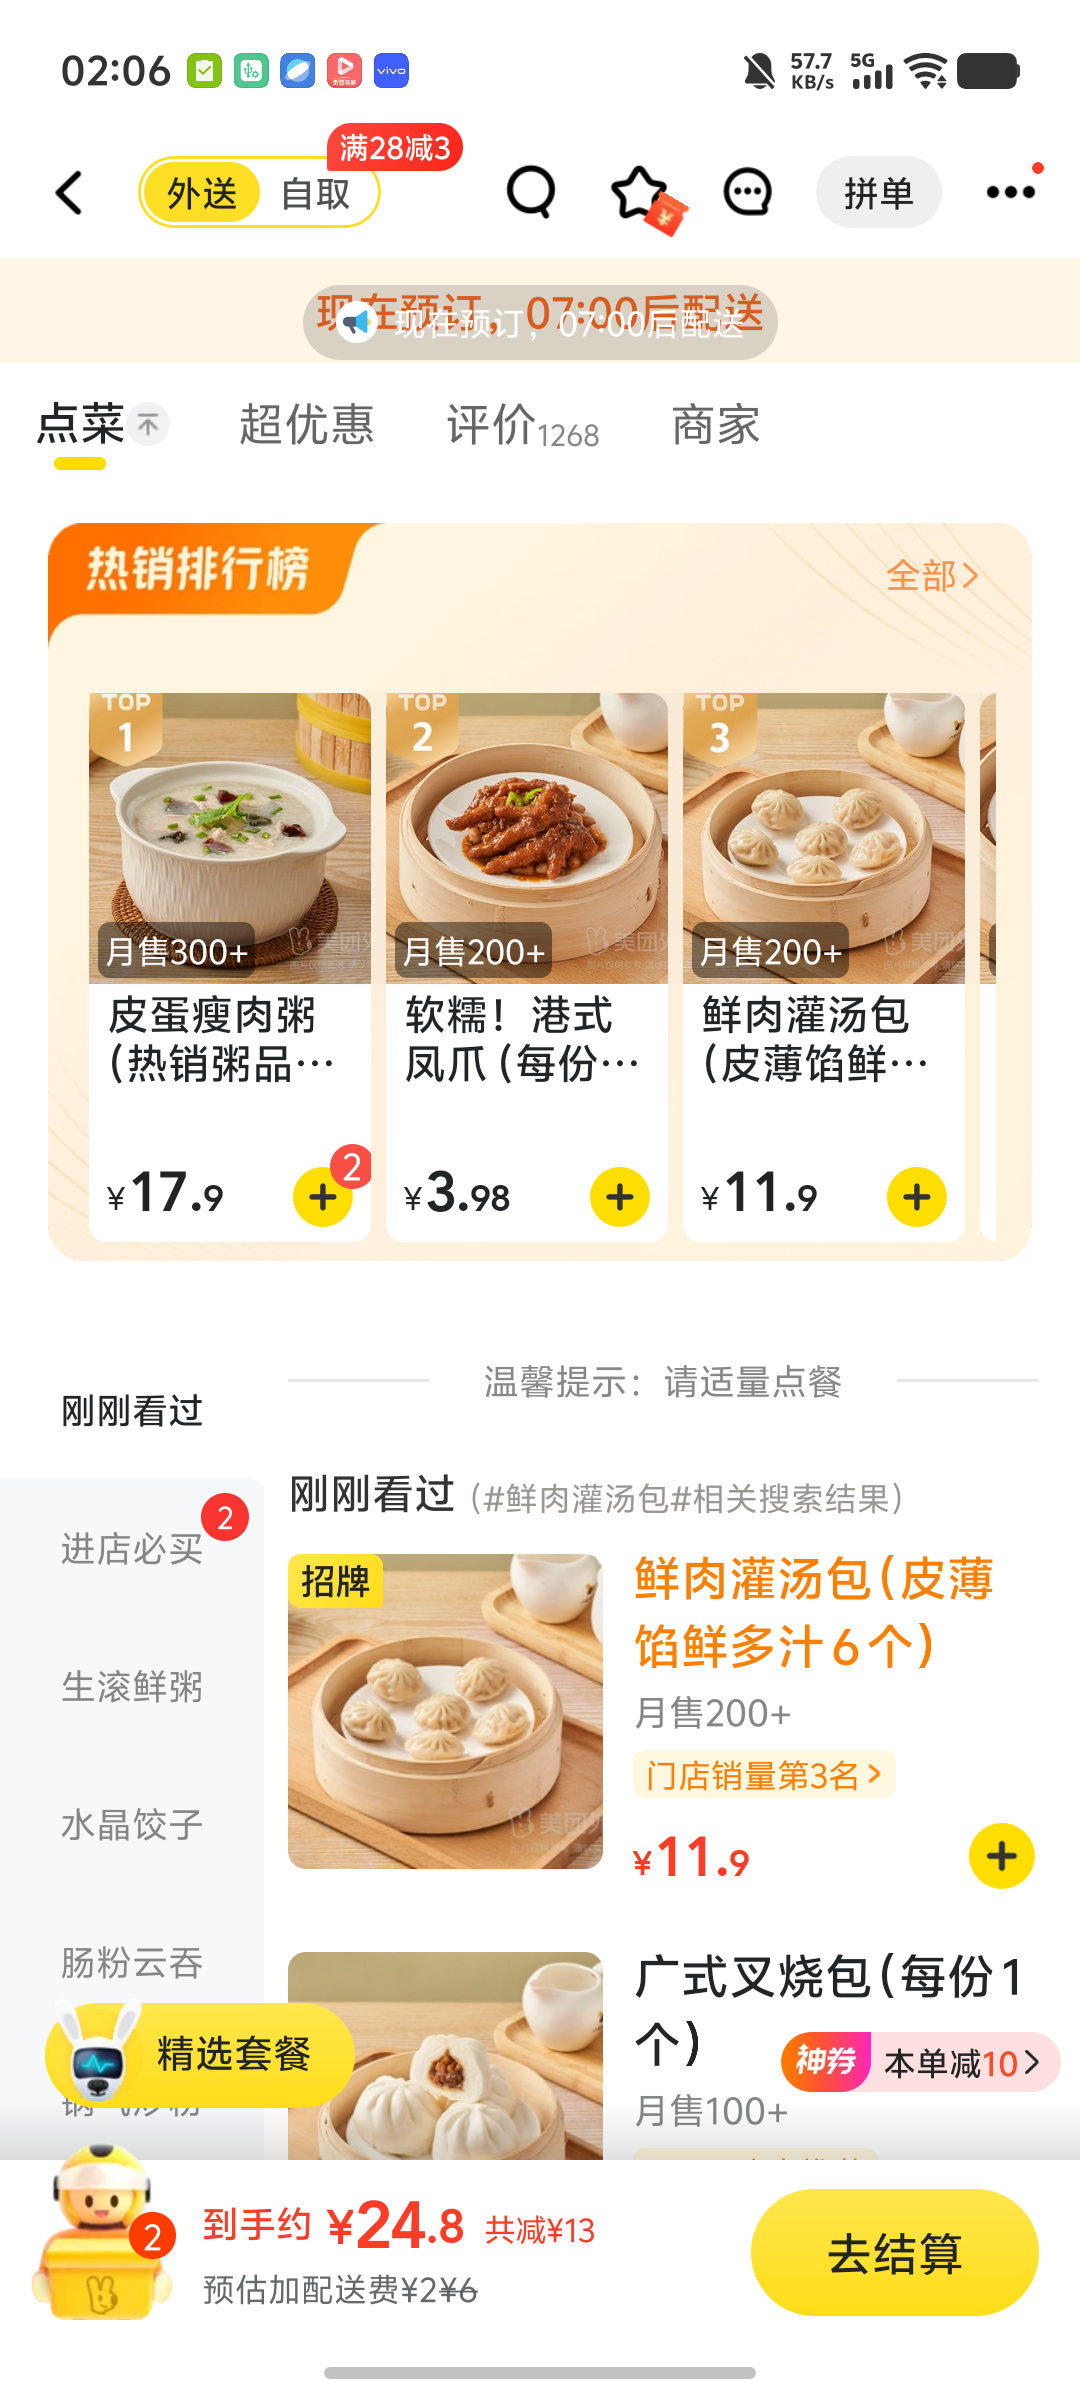 02:06
vivo
57.7
KB/s
5G
满28减3
外送
自取
拼单
现在预订，07:00后配送
现在预订，07:00后配送
点菜
超优惠
评价1268
商家
热销排行榜
全部
TOP
1
月售300+
皮蛋瘦肉粥
(热销粥品…
¥17.9
2
TOP
2
月售200+
软糯！港式
凤爪(每份…
¥3.98
TOP
3
月售200+
鲜肉灌汤包
(皮薄馅鲜…
¥11.9
温馨提示：请适量点餐
刚刚看过
进店必买
2
生滚鲜粥
水晶饺子
肠粉云吞
刚刚看过(#鲜肉灌汤包#相关搜索结果)
招牌
鲜肉灌汤包(皮薄
馅鲜多汁6个)
月售200+
门店销量第3名
¥11.9
广式叉烧包(每份1
个)
月售100+
神券
本单减10
精选套餐
2
到手约 ¥24.8 共减¥13
预估加配送费¥2¥6
去结算